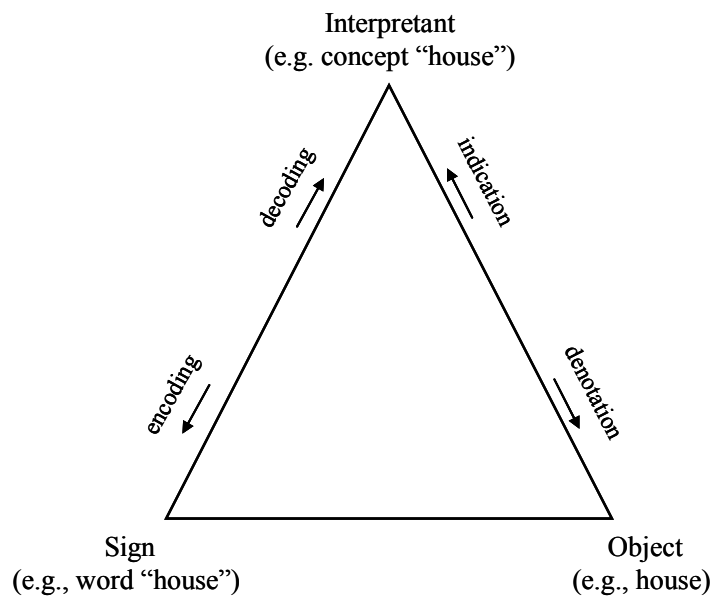 Interpretant
(e.g. concept “house”)
decoding
indication
encoding
denotation
Sign
(e.g., word “house”)
Object
(e.g., house)